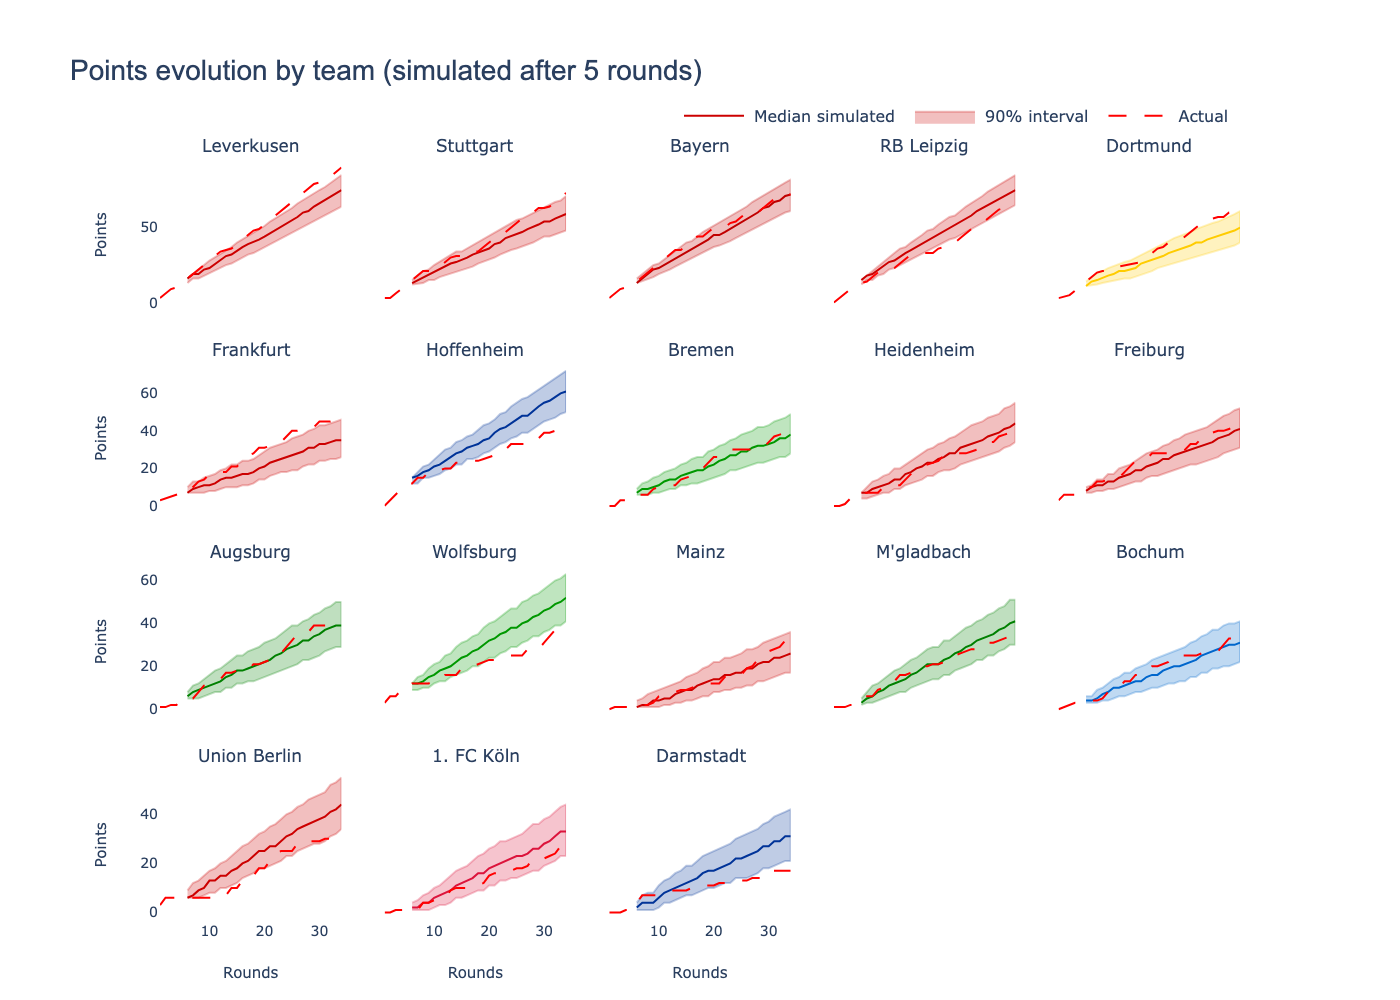 Points evolution by team (simulated after 5 rounds)
Median simulated 90% interval Actual
Leverkusen Stuttgart Bayern RB Leipzig Dortmund
Points
50
0
Frankfurt Hoffenheim Bremen Heidenheim Freiburg
Points
60
40
20
0
Augsburg Wolfsburg Mainz M'gladbach Bochum
Points
60
40
20
0
Union Berlin 1. FC Köln Darmstadt
Points
40
20
0
10 20 30 10 20 30 10 20 30
Rounds Rounds Rounds